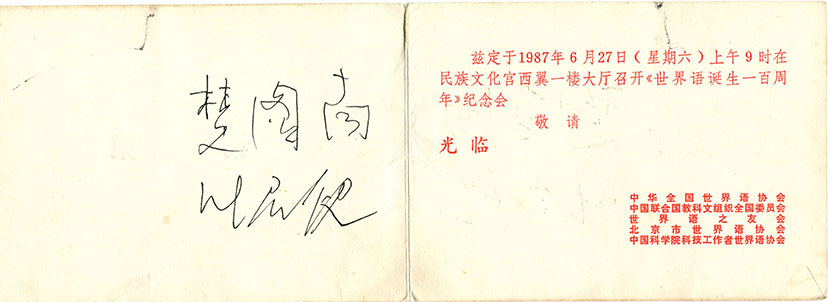 楚图南
叶君健
兹定于1987年6月27日(星期六)上午9时在
民族文化宫西翼一楼大厅召开《世界语诞生一百周
年》纪念会
敬请
光临
中华全国世界语协会
中国联合国教科文组织全国委员会
世界语之友会
北京市世界语协会
中国科学院科技工作者世界语协会